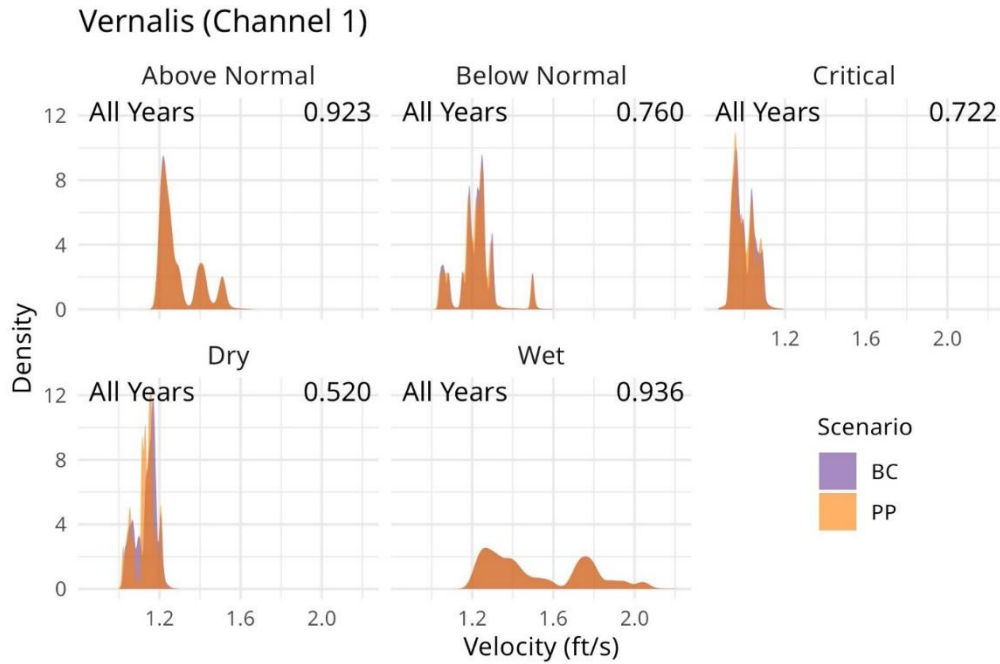 Vernalis (Channel 1)
Above Normal
Below Normal
Critical
All Years 0.923
All Years 0.760
All Years 0.722
12
8
4
0
1.2 1.6 2.0
Dry
Wet
All Years 0.520
All Years 0.936
12
8
4
0
1.2 1.6 2.0
1.2 1.6 2.0
Density
Velocity (ft/s)
Scenario
BC
PP